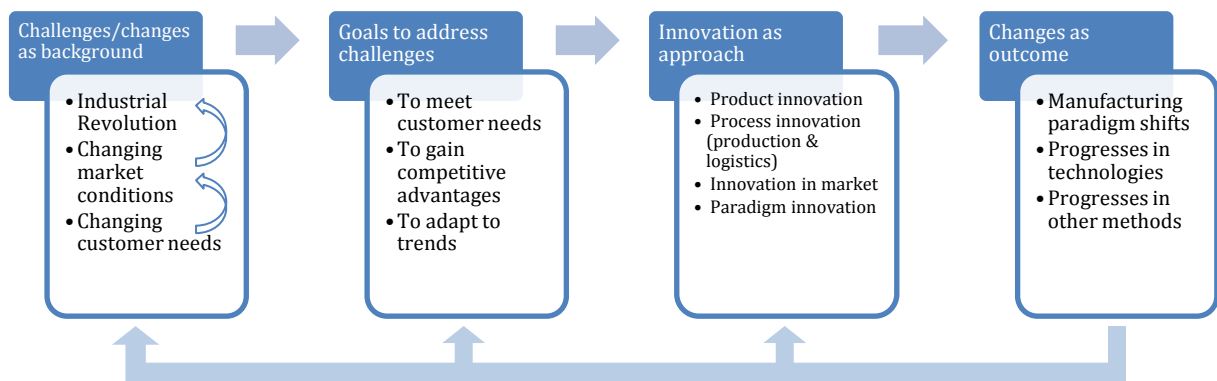 Challenges/changes
as background
• Industrial
Revolution
• Changing
market
conditions
• Changing
customer needs
Goals to address
challenges
• To meet
customer needs
• To gain
competitive
advantages
• To adapt to
trends
Innovation as
approach
• Product innovation
• Process innovation
(production &
logistics)
• Innovation in market
• Paradigm innovation
Changes as
outcome
• Manufacturing
paradigm shifts
• Progresses in
technologies
• Progresses in
other methods